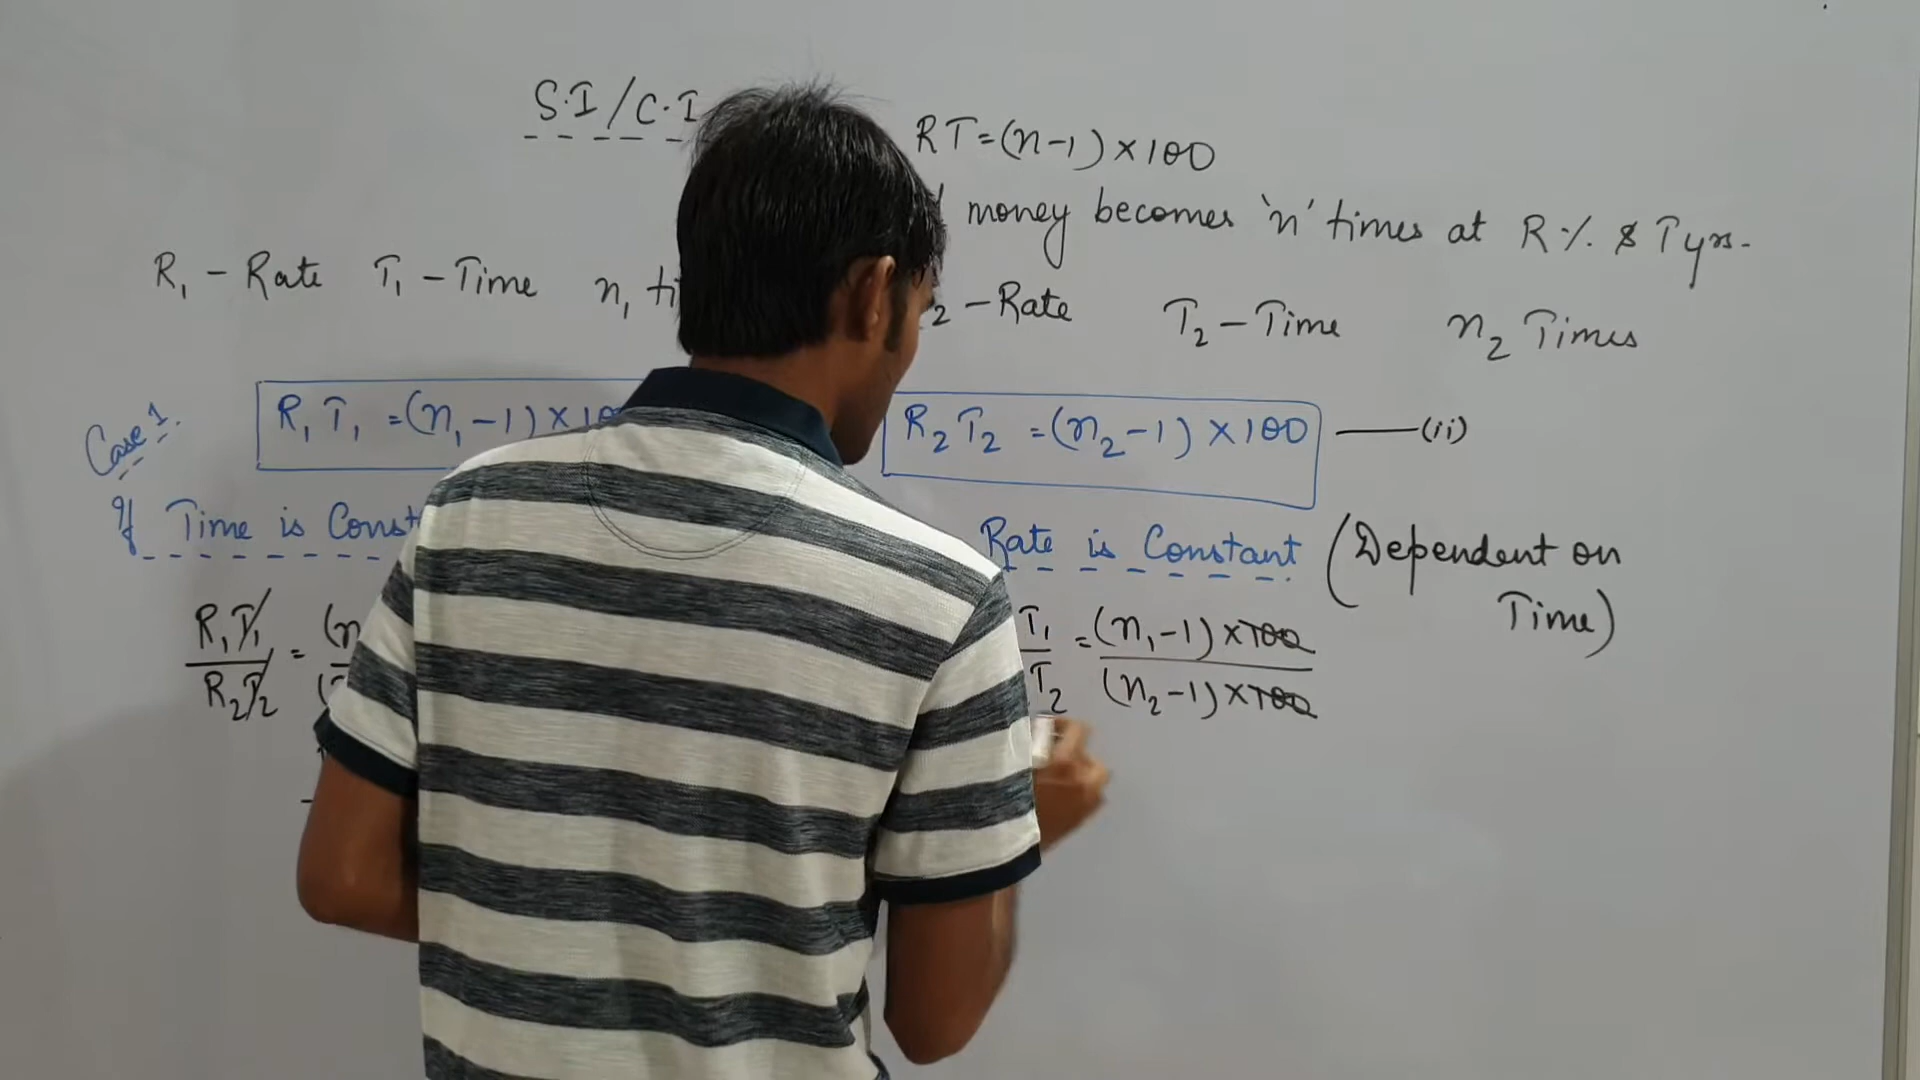 S.I/C.I
RT=(n-1)×100
money becomes 'n' times at R% & T yrs.
R₁ - Rate T₁ - Time n₁
₂ - Rate T₂ - Time n₂ Times
Case 1.
R₁T₁ =(n₁-1)×10
R₂T₂ =(n₂-1)×100 —(ii)
If Time is
Rate is Constant (Dependent on
Time)
R₁T₁/R₂T₂ =
T₁/T₂ = (n₁-1)×100/(n₂-1)×100